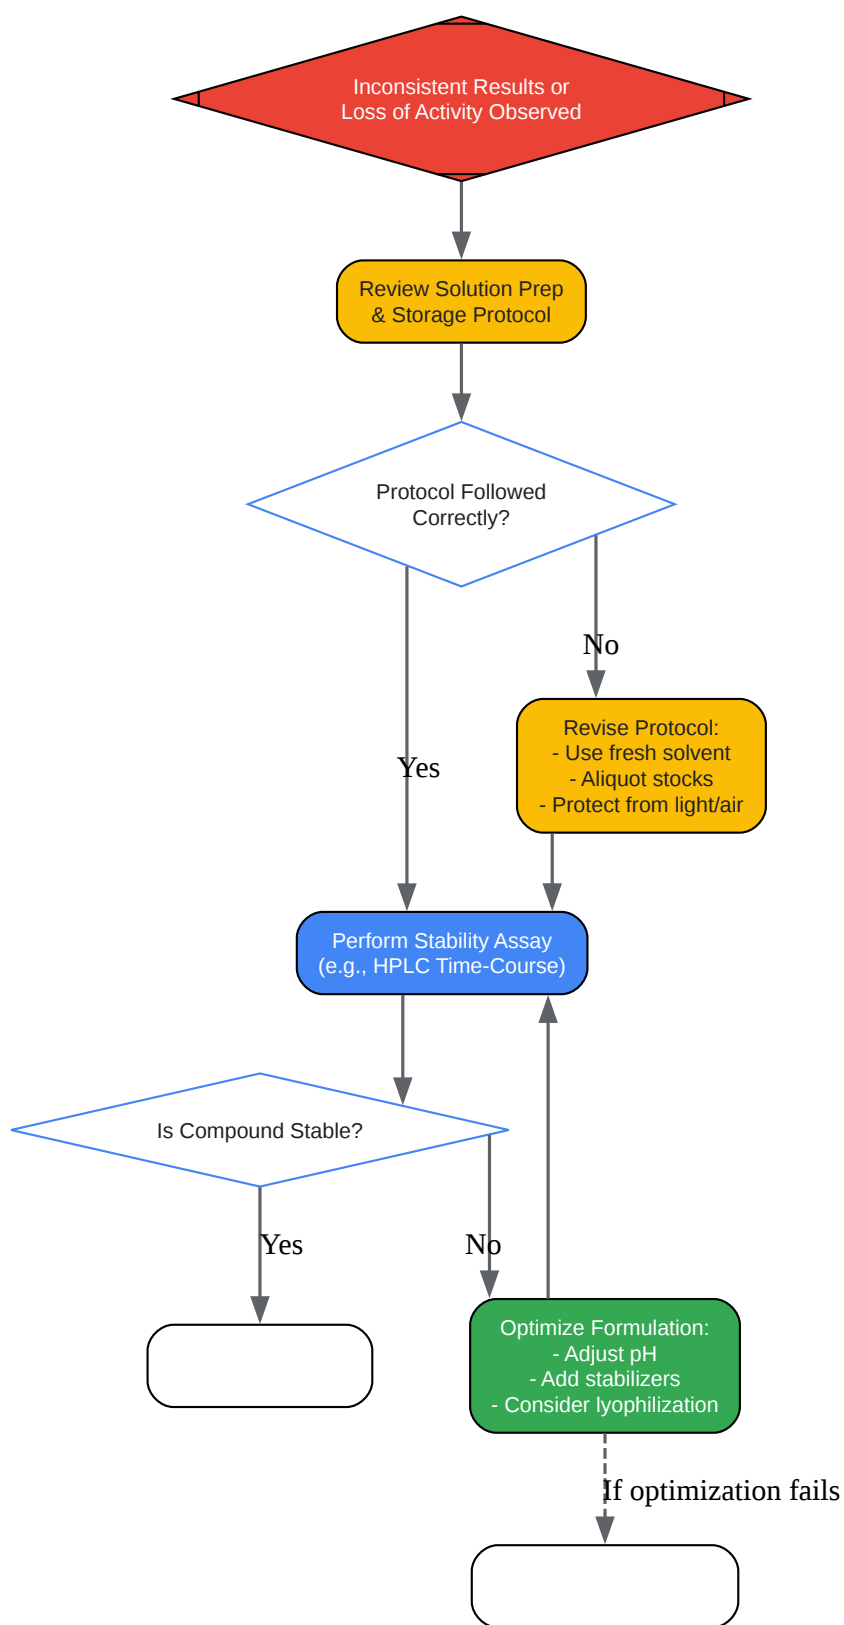 Inconsistent Results or
Loss of Activity Observed
Review Solution Prep
& Storage Protocol
Protocol Followed
Correctly?
No
Revise Protocol:
- Use fresh solvent
- Aliquot stocks
- Protect from light/air
Yes
Perform Stability Assay
(e.g., HPLC Time-Course)
Is Compound Stable?
Yes
No
Optimize Formulation:
- Adjust pH
- Add stabilizers
- Consider lyophilization
If optimization fails